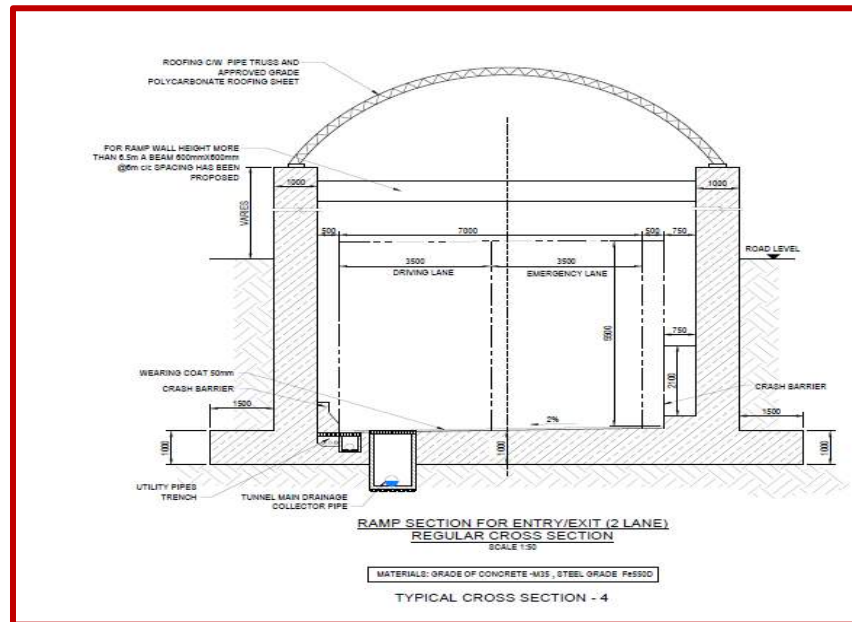 ROOFING C/W PIPE TRUSS AND
APPROVED GRADE
POLYCARBONATE ROOFING SHEET
FOR RAMP WALL HEIGHT MORE
THAN 6.5m A BEAM 600mmX600mm
@6m c/c SPACING HAS BEEN
PROPOSED
1000
1000
VARIES
500
7000
500
750
ROAD LEVEL
3500
3500
DRIVING LANE
EMERGENCY LANE
5500
750
WEARING COAT 50mm
CRASH BARRIER
2100
CRASH BARRIER
1500
2%
1500
1000
1000
1000
UTILITY PIPES
TRENCH
TUNNEL MAIN DRAINAGE
COLLECTOR PIPE
RAMP SECTION FOR ENTRY/EXIT (2 LANE)
REGULAR CROSS SECTION
SCALE 1:50
MATERIALS: GRADE OF CONCRETE -M35 , STEEL GRADE Fe550D
TYPICAL CROSS SECTION - 4